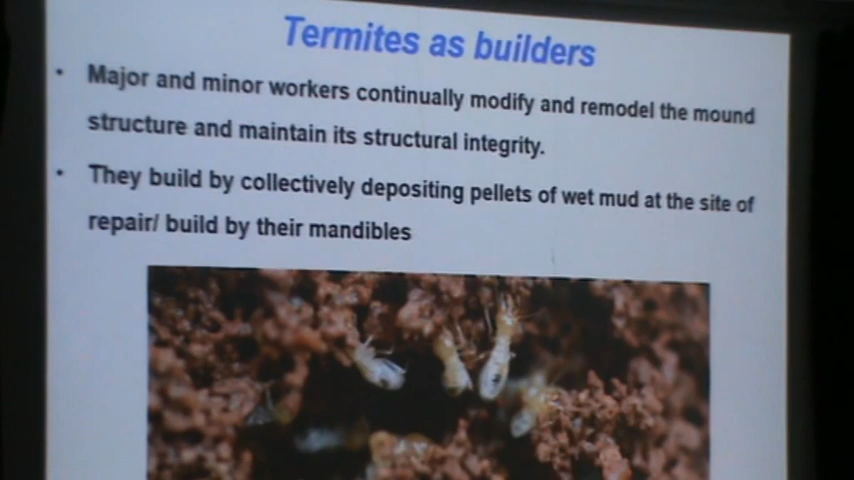 Termites as builders
• Major and minor workers continually modify and remodel the mound
structure and maintain its structural integrity.
• They build by collectively depositing pellets of wet mud at the site of
repair/ build by their mandibles